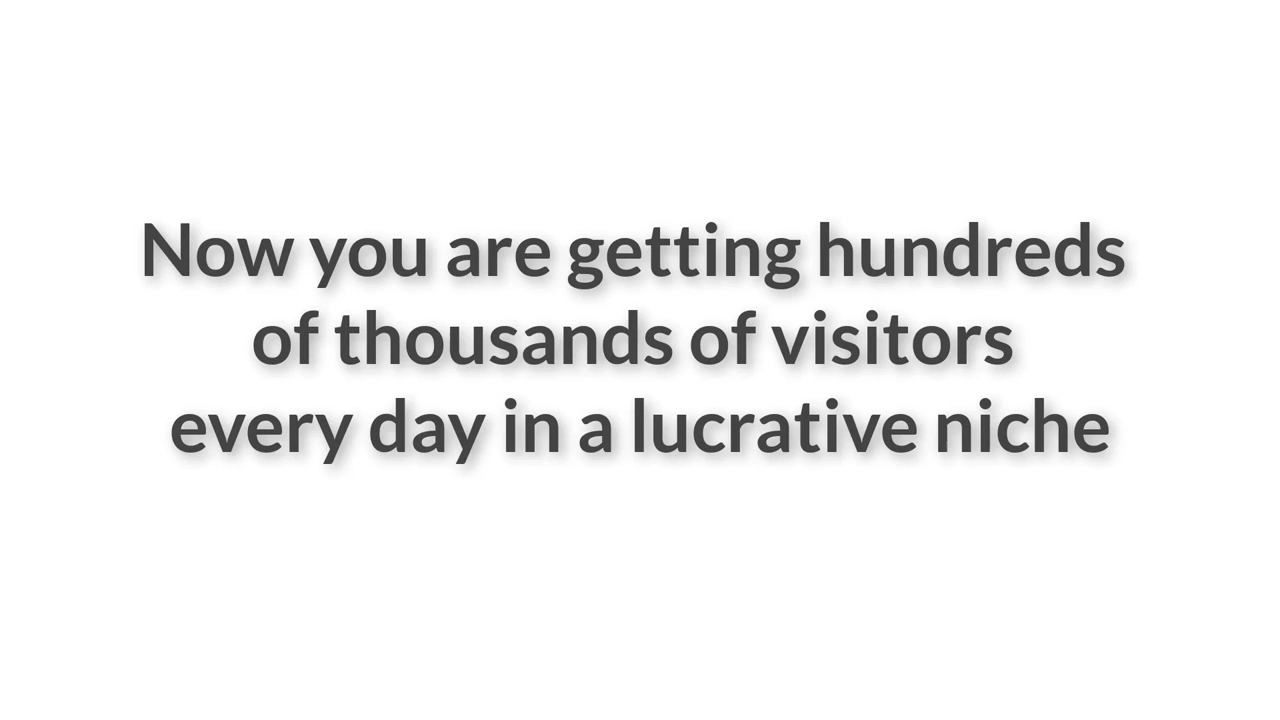 Now you are getting hundreds
of thousands of visitors
every day in a lucrative niche